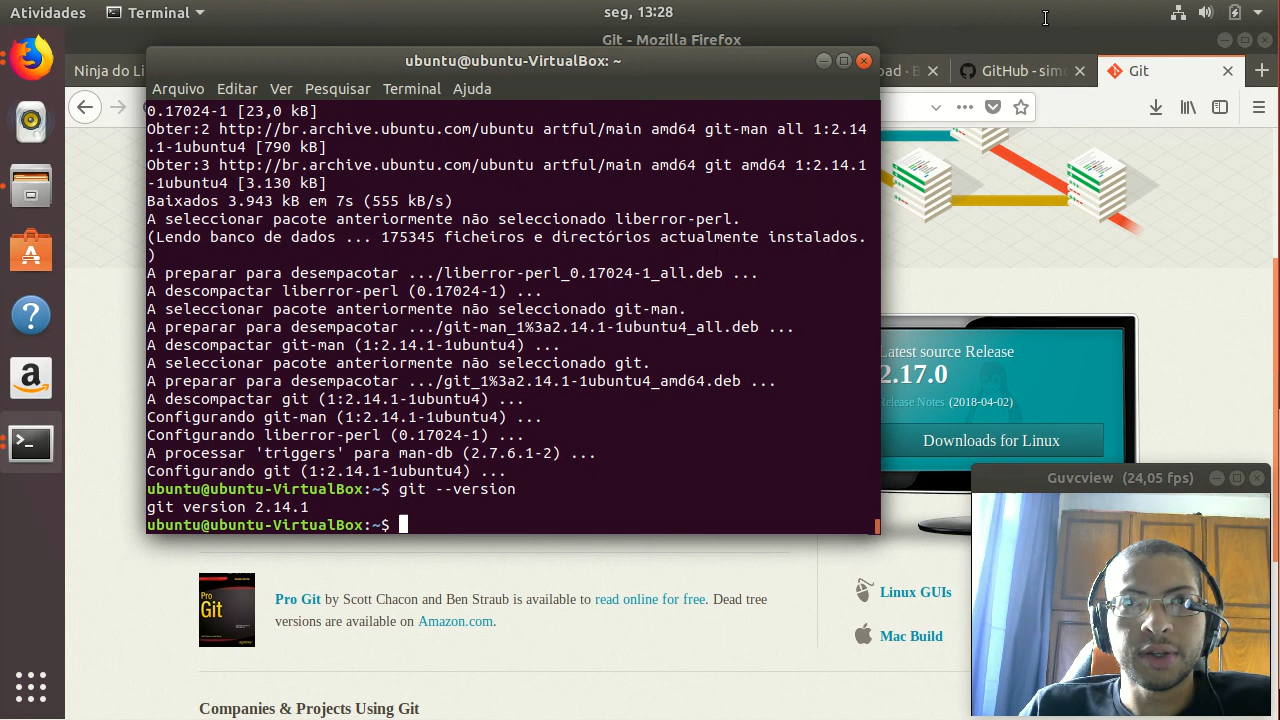 Atividades
Terminal
seg, 13:28
Git - Mozilla Firefox
ubuntu@ubuntu-VirtualBox: ~
Ninja do Li
oad - B
GitHub - sim
Git
Arquivo Editar Ver Pesquisar Terminal Ajuda
0.17024-1 [23,0 kB]
Obter:2 http://br.archive.ubuntu.com/ubuntu artful/main amd64 git-man all 1:2.14
.1-1ubuntu4 [790 kB]
Obter:3 http://br.archive.ubuntu.com/ubuntu artful/main amd64 git amd64 1:2.14.1
-1ubuntu4 [3.130 kB]
Baixados 3.943 kB em 7s (555 kB/s)
A seleccionar pacote anteriormente não seleccionado liberror-perl.
(Lendo banco de dados ... 175345 ficheiros e directórios actualmente instalados.
)
A preparar para desempacotar .../liberror-perl_0.17024-1_all.deb ...
A descompactar liberror-perl (0.17024-1) ...
A seleccionar pacote anteriormente não seleccionado git-man.
A preparar para desempacotar .../git-man_1%3a2.14.1-1ubuntu4_all.deb ...
A descompactar git-man (1:2.14.1-1ubuntu4) ...
A seleccionar pacote anteriormente não seleccionado git.
A preparar para desempacotar .../git_1%3a2.14.1-1ubuntu4_amd64.deb ...
A descompactar git (1:2.14.1-1ubuntu4) ...
Configurando git-man (1:2.14.1-1ubuntu4) ...
Configurando liberror-perl (0.17024-1) ...
A processar 'triggers' para man-db (2.7.6.1-2) ...
Configurando git (1:2.14.1-1ubuntu4) ...
ubuntu@ubuntu-VirtualBox:~$ git --version
git version 2.14.1
ubuntu@ubuntu-VirtualBox:~$
Latest source Release
2.17.0
Release Notes (2018-04-02)
Downloads for Linux
Guvcview (24,05 fps)
Pro Git
Pro Git by Scott Chacon and Ben Straub is available to read online for free. Dead tree
versions are available on Amazon.com.
Linux GUIs
Mac Build
Companies & Projects Using Git